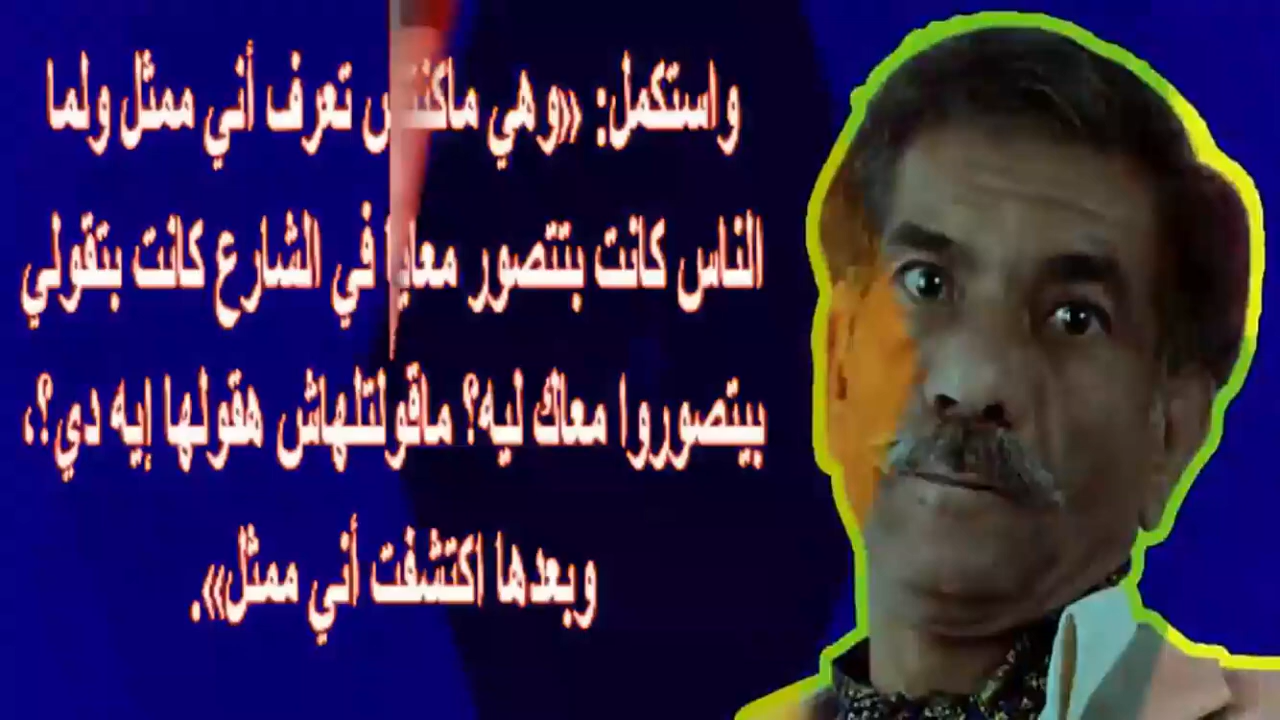 واستكمل: «وهي ماكنتش تعرف أني ممثل ولما
الناس كانت بتتصور معايا في الشارع كانت بتقولي
بيتصوروا معاك ليه؟ ماقولتلهاش هقولها إيه دي؟،
وبعدها اكتشفت أني ممثل».